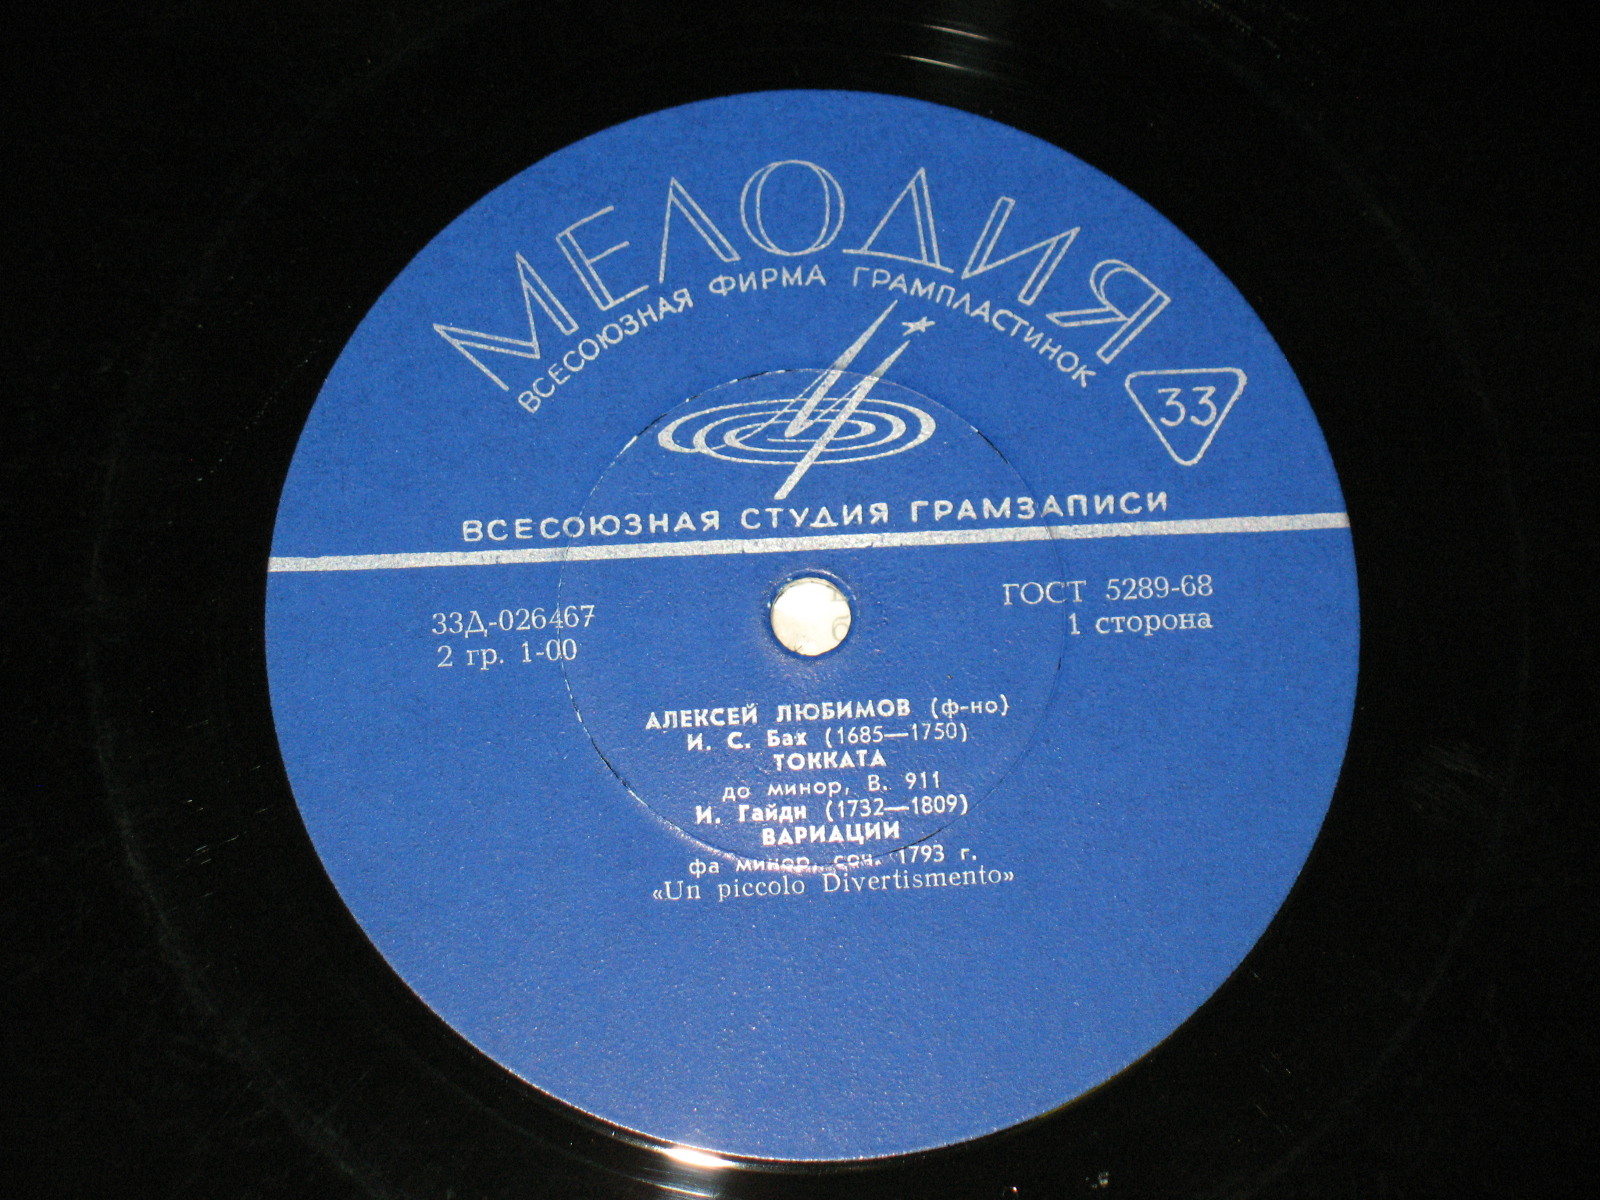 МЕЛОДИЯ
ВСЕСОЮЗНАЯ ФИРМА ГРАМПЛАСТИНОК
33
ВСЕСОЮЗНАЯ СТУДИЯ ГРАМЗАПИСИ
33Д-026467
2 гр. 1-00
ГОСТ 5289-68
1 сторона
АЛЕКСЕЙ ЛЮБИМОВ (ф-но)
И. С. Бах (1685—1750)
ТОККАТА
до минор, В. 911
И. Гайдн (1732—1809)
ВАРИАЦИИ
фа минор, соч. 1793 г.
«Un piccolo Divertismento»